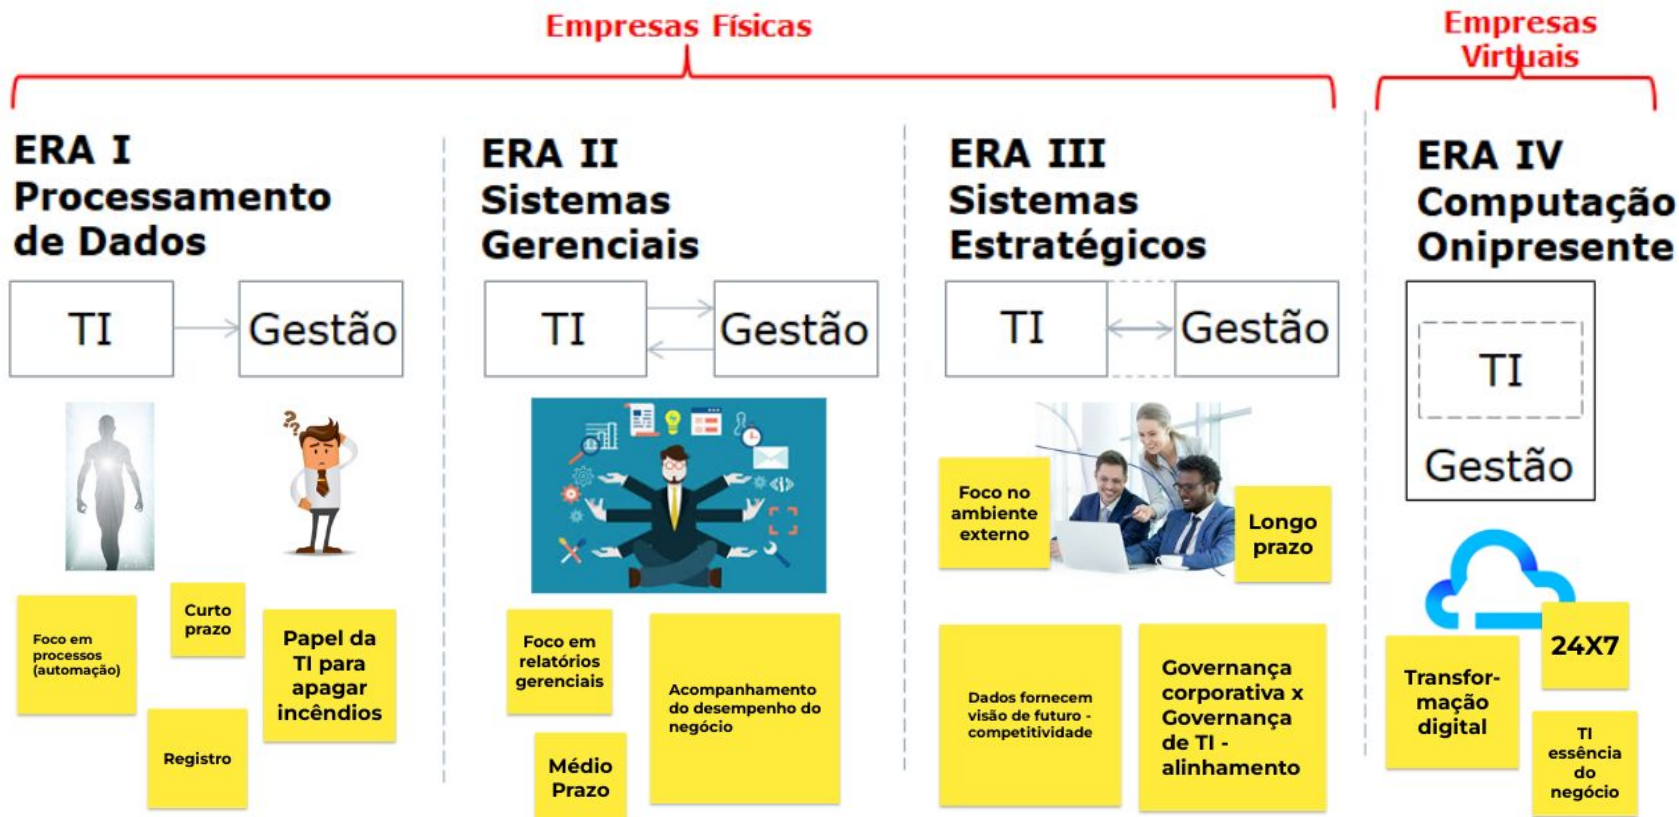 Empresas Físicas
Empresas
Virtuais
ERA I
Processamento
de Dados
TI
Gestão
??
Foco em
processos
(automação)
Curto
prazo
Papel da
TI para
apagar
incêndios
Registro
ERA II
Sistemas
Gerenciais
TI
Gestão
Foco em
relatórios
gerenciais
Acompanhamento
do desempenho do
negócio
Médio
Prazo
ERA III
Sistemas
Estratégicos
TI
Gestão
Foco no
ambiente
externo
Longo
prazo
Dados fornecem
visão de futuro -
competitividade
Governança
corporativa x
Governança
de TI -
alinhamento
ERA IV
Computação
Onipresente
TI
Gestão
24X7
Transfor-
mação
digital
TI
essência
do
negócio